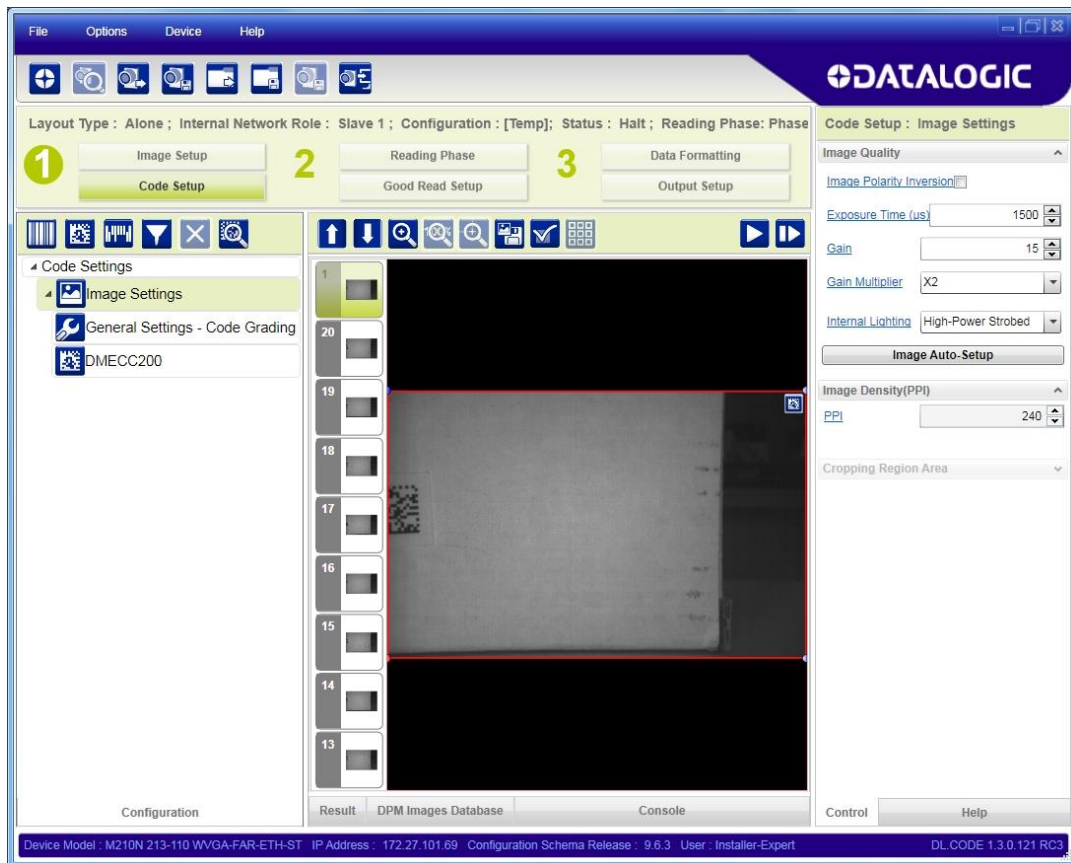 File Options Device Help
DATALOGIC
Layout Type : Alone ; Internal Network Role : Slave 1 ; Configuration : [Temp]; Status : Halt ; Reading Phase: Phase
Code Setup : Image Settings
1 Image Setup 2 Reading Phase 3 Data Formatting
Code Setup Good Read Setup Output Setup
Code Settings
Image Settings
General Settings - Code Grading
DMECC200
Configuration
1
20
19
18
17
16
15
14
13
Result DPM Images Database Console
Image Quality
Image Polarity Inversion
Exposure Time (us) 1500
Gain 15
Gain Multiplier X2
Internal Lighting High-Power Strobed
Image Auto-Setup
Image Density(PPI)
PPI 240
Cropping Region Area
Control Help
Device Model : M210N 213-110 WVGA-FAR-ETH-ST IP Address : 172.27.101.69 Configuration Schema Release : 9.6.3 User : Installer-Expert DL.CODE 1.3.0.121 RC3